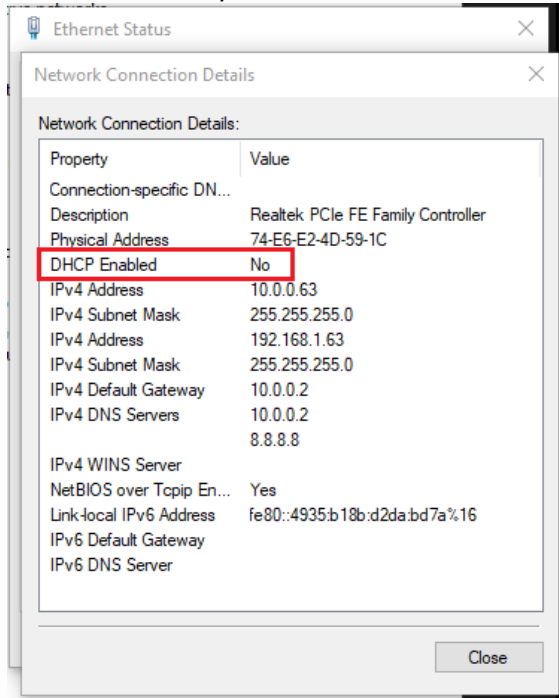 Ethernet Status
Network Connection Details
Network Connection Details:
Property Value
Connection-specific DN...
Description Realtek PCIe FE Family Controller
Physical Address 74-E6-E2-4D-59-1C
DHCP Enabled No
IPv4 Address 10.0.0.63
IPv4 Subnet Mask 255.255.255.0
IPv4 Address 192.168.1.63
IPv4 Subnet Mask 255.255.255.0
IPv4 Default Gateway 10.0.0.2
IPv4 DNS Servers 10.0.0.2
8.8.8.8
IPv4 WINS Server
NetBIOS over Tcpip En... Yes
Link-local IPv6 Address fe80::4935:b18b:d2da:bd7a%16
IPv6 Default Gateway
IPv6 DNS Server
Close